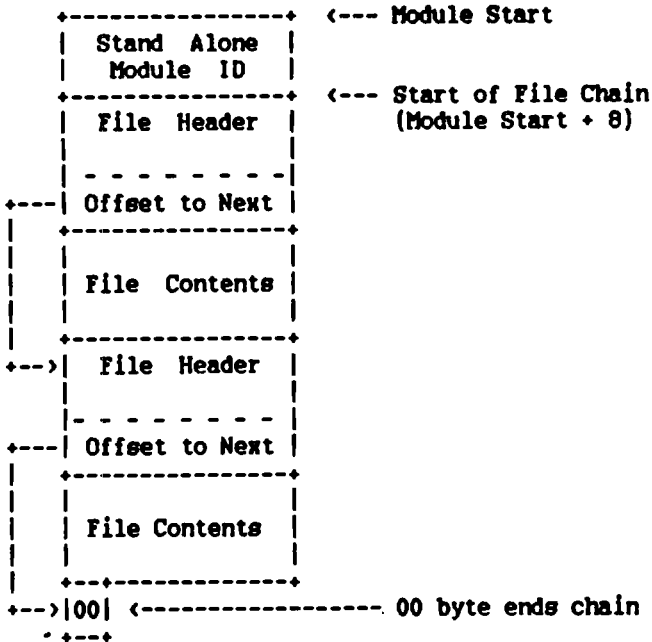 <--- Module Start
Stand Alone
Module ID
<--- Start of File Chain
File Header (Module Start + 8)
Offset to Next
File Contents
File Header
Offset to Next
File Contents
00 <----------------- 00 byte ends chain